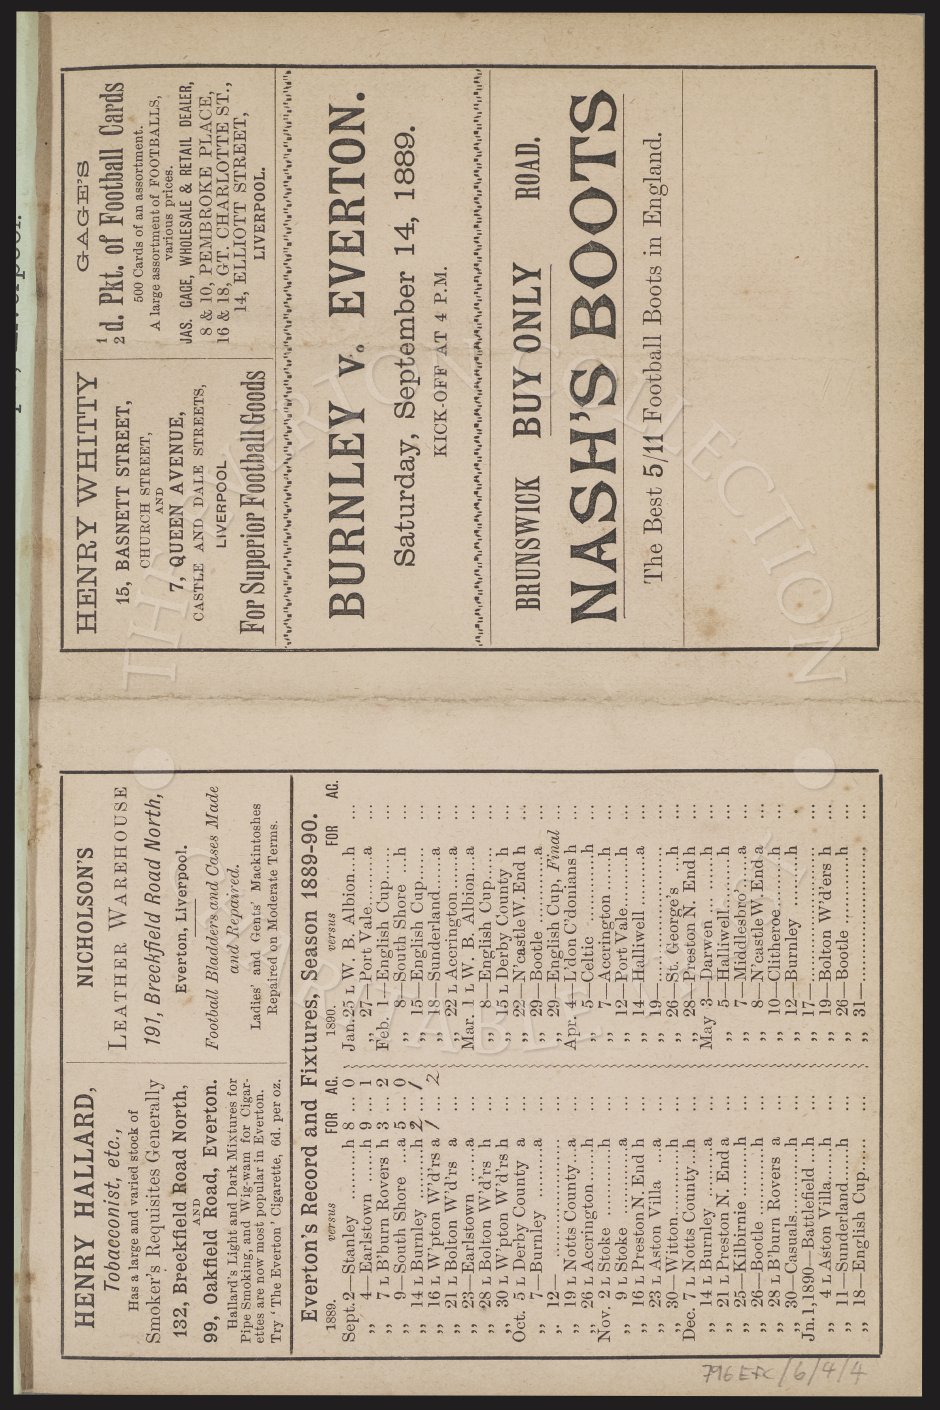 HENRY HALLARD,
Tobacconist, etc.,
Has a large and varied stock of
Smoker's Requisites Generally
132, Breckfield Road North,
AND
99, Oakfield Road, Everton.
Hallard's Light and Dark Mixtures for
Pipe Smoking, and Wig-wam for Cigar-
ettes are now most popular in Everton.
Try ' The Everton ' Cigarette, 6d. per oz.
NICHOLSON'S
LEATHER WAREHOUSE
191, Breckfield Road North,
Everton, Liverpool.
Football Bladders and Cases Made
and Repaired.
Ladies' and Gents' Mackintoshes
Repaired on Moderate Terms.
Everton's Record and Fixtures, Season 1889-90.
1889. versus FOR AG.
Sept. 2—Stanley ..........h 8 ... 0
,, 4—Earlstown ......h 9 ... 1
,, 7 L B'burn Rovers h 3 ... 2
,, 9—South Shore ...a 5 ... 0
,, 14 L Burnley ..........h 2 ... 1
,, 16 L W'pton W'd'rs a 1 ... 2
,, 21 L Bolton W'd'rs a ...
,, 23—Earlstown ......a ...
,, 28 L Bolton W'd'rs h ...
,, 30 L W'pton W'd'rs h ...
Oct. 5 L Derby County a ...
,, 7—Burnley ..........a ...
,, 12— ........................ ...
,, 19 L Notts County...a ...
,, 26 L Accrington......h ...
Nov. 2 L Stoke ............h ...
,, 9 L Stoke ............a ...
,, 16 L Preston N. End h ...
,, 23 L Aston Villa ...a ...
,, 30—Witton............h ...
Dec. 7 L Notts County...h ...
,, 14 L Burnley ..........a ...
,, 21 L Preston N. End a ...
,, 25—Kilbirnie .........h ...
,, 26—Bootle ............h ...
,, 28 L B'burn Rovers a ...
,, 30—Casuals............h ...
Jn. 1, 1890—Battlefield ...h ...
,, 4 L Aston Villa......h ...
,, 11—Sunderland......h ...
,, 18—English Cup...... ...
1890. versus FOR AG.
Jan. 25 L W. B. Albion...h ...
,, 27—Port Vale.........a ...
Feb. 1—English Cup...... ...
,, 8—South Shore ...h ...
,, 15—English Cup...... ...
,, 18—Sunderland......a ...
,, 22 L Accrington......a ...
Mar. 1 L W. B. Albion...a ...
,, 8—English Cup...... ...
,, 15 L Derby County h ...
,, 22—N'castle W. End h ...
,, 29—Bootle ............a ...
,, 29—English Cup, Final ...
Apr. 4—L'don C'donians h ...
,, 5—Celtic ............h ...
,, 7—Accrington ......h ...
,, 12—Port Vale.........h ...
,, 14—Halliwell .........a ...
,, 19—........................ ...
,, 26—St. George's ...h ...
,, 28—Preston N. End h ...
May 3—Darwen .........h ...
,, 5—Halliwell.........h ...
,, 7—Middlesbro'......a ...
,, 8—N'castle W. End a ...
,, 10—Clitheroe.........h ...
,, 12—Burnley .........h ...
,, 17—........................ ...
,, 19—Bolton W'd'ers h ...
,, 26—Bootle ............h ...
,, 31—........................ ...
796 EFC/6/4/4
HENRY WHITTY
15, BASNETT STREET,
CHURCH STREET,
AND
7, QUEEN AVENUE,
CASTLE AND DALE STREETS,
LIVERPOOL
For Superior Football Goods
GAGE'S
½d. Pkt. of Football Cards
500 Cards of an assortment.
A large assortment of FOOTBALLS,
various prices.
JAS. GAGE, WHOLESALE & RETAIL DEALER,
8 & 10, PEMBROKE PLACE,
16 & 18, GT. CHARLOTTE ST.,
14, ELLIOTT STREET,
LIVERPOOL.
BURNLEY v. EVERTON.
Saturday, September 14, 1889.
KICK-OFF AT 4 P.M.
BRUNSWICK BUY ONLY ROAD.
NASH'S BOOTS
The Best 5/11 Football Boots in England.
THE EVERTON COLLECTION